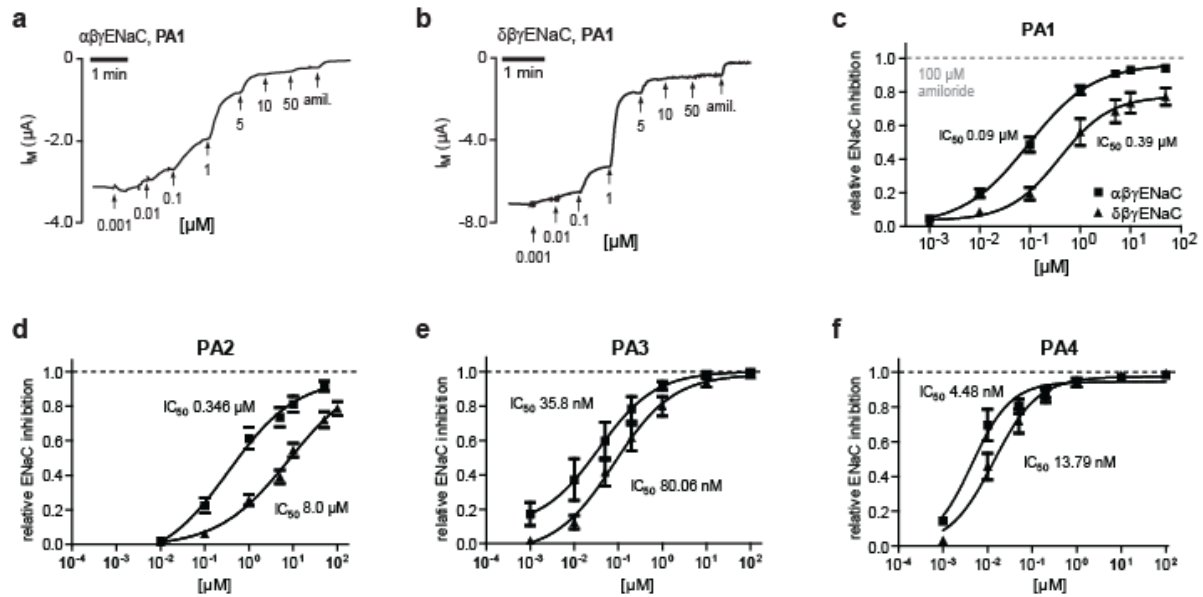 a
αβγENaC, PA1
1 min
0
-2.0
-4.0
I_M (µA)
0.001
0.01
0.1
1
5
10
50
amil.
[µM]
b
δβγENaC, PA1
1 min
0
-4.0
-8.0
I_M (µA)
0.001
0.01
0.1
1
5
10
50
amil.
[µM]
c
PA1
relative ENaC inhibition
1.0
0.8
0.6
0.4
0.2
0.0
100 µM
amiloride
IC50 0.09 µM
IC50 0.39 µM
αβγENaC
δβγENaC
10-3 10-2 10-1 100 101 102
[µM]
d
PA2
relative ENaC inhibition
1.0
0.8
0.6
0.4
0.2
0.0
IC50 0.346 µM
IC50 8.0 µM
10-4 10-3 10-2 10-1 100 101 102
[µM]
e
PA3
relative ENaC inhibition
1.0
0.8
0.6
0.4
0.2
0.0
IC50 35.8 nM
IC50 80.06 nM
10-4 10-3 10-2 10-1 100 101 102
[µM]
f
PA4
relative ENaC inhibition
1.0
0.8
0.6
0.4
0.2
0.0
IC50 4.48 nM
IC50 13.79 nM
10-4 10-3 10-2 10-1 100 101 102
[µM]